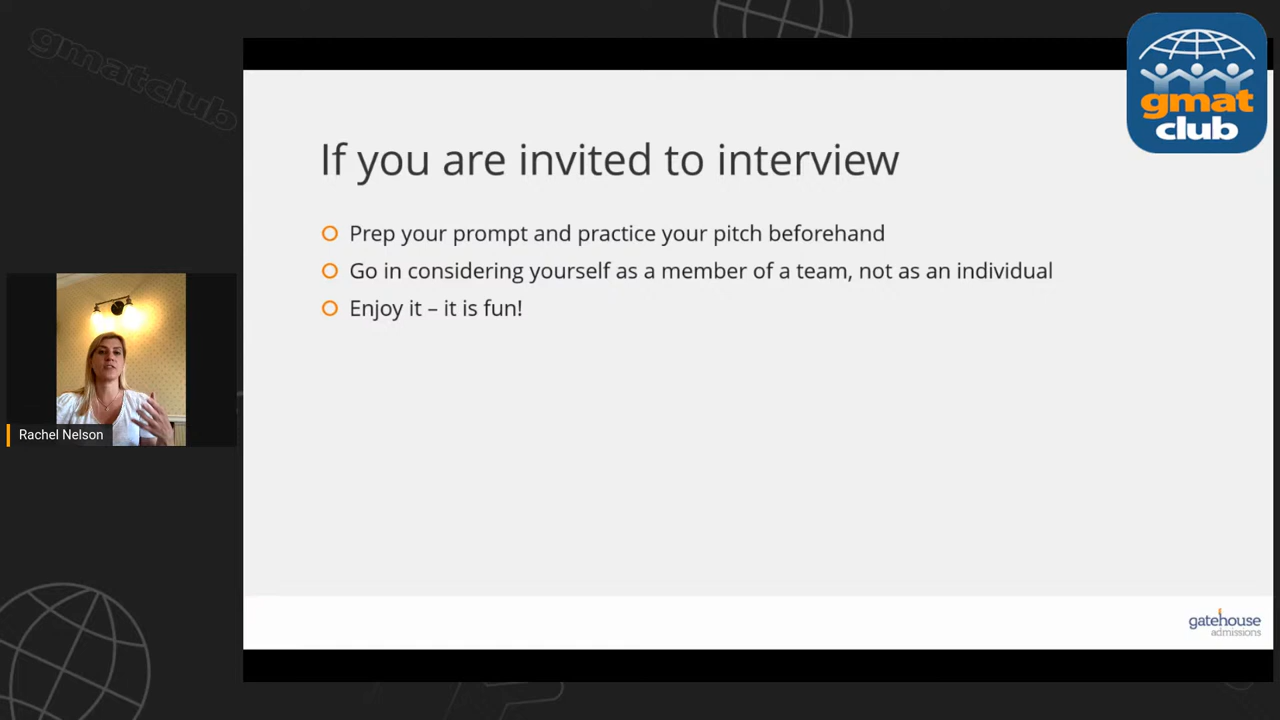 gmatclub
gmat
club
If you are invited to interview
Prep your prompt and practice your pitch beforehand
Go in considering yourself as a member of a team, not as an individual
Enjoy it – it is fun!
Rachel Nelson
gatehouse
admissions